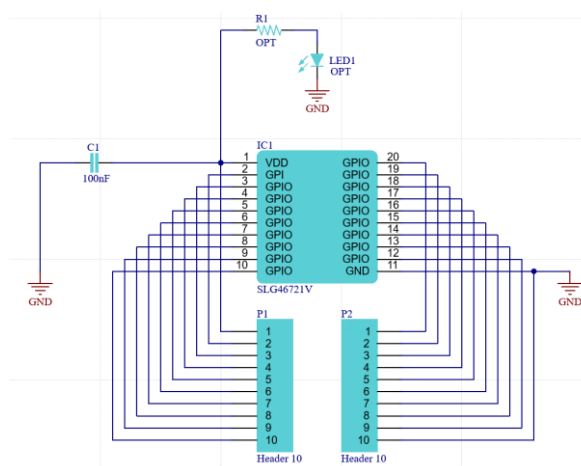 R1
OPT
LED1
OPT
GND
C1
100nF
GND
IC1
1 VDD GPIO 20
2 GPI GPIO 19
3 GPIO GPIO 18
4 GPIO GPIO 17
5 GPIO GPIO 16
6 GPIO GPIO 15
7 GPIO GPIO 14
8 GPIO GPIO 13
9 GPIO GPIO 12
10 GPIO GND 11
SLG46721V
GND
P1 P2
1 1
2 2
3 3
4 4
5 5
6 6
7 7
8 8
9 9
10 10
Header 10 Header 10